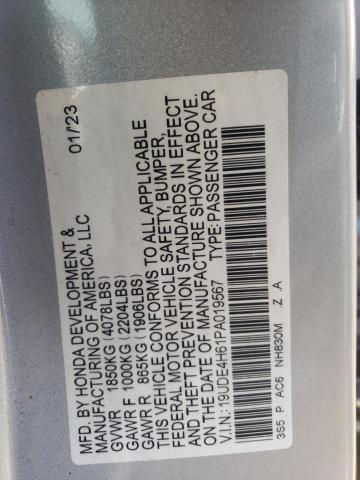 MFD. BY HONDA DEVELOPMENT &
MANUFACTURING OF AMERICA, LLC 01/23
GVWR 1850KG (4078LBS)
GAWR F 1000KG (2204LBS)
GAWR R 865KG (1906LBS)
THIS VEHICLE CONFORMS TO ALL APPLICABLE
FEDERAL MOTOR VEHICLE SAFETY, BUMPER,
AND THEFT PREVENTION STANDARDS IN EFFECT
ON THE DATE OF MANUFACTURE SHOWN ABOVE.
V.I.N.:19UDE4H61PA019567 TYPE:PASSENGER CAR
3S5 P AC6 NH830M Z A